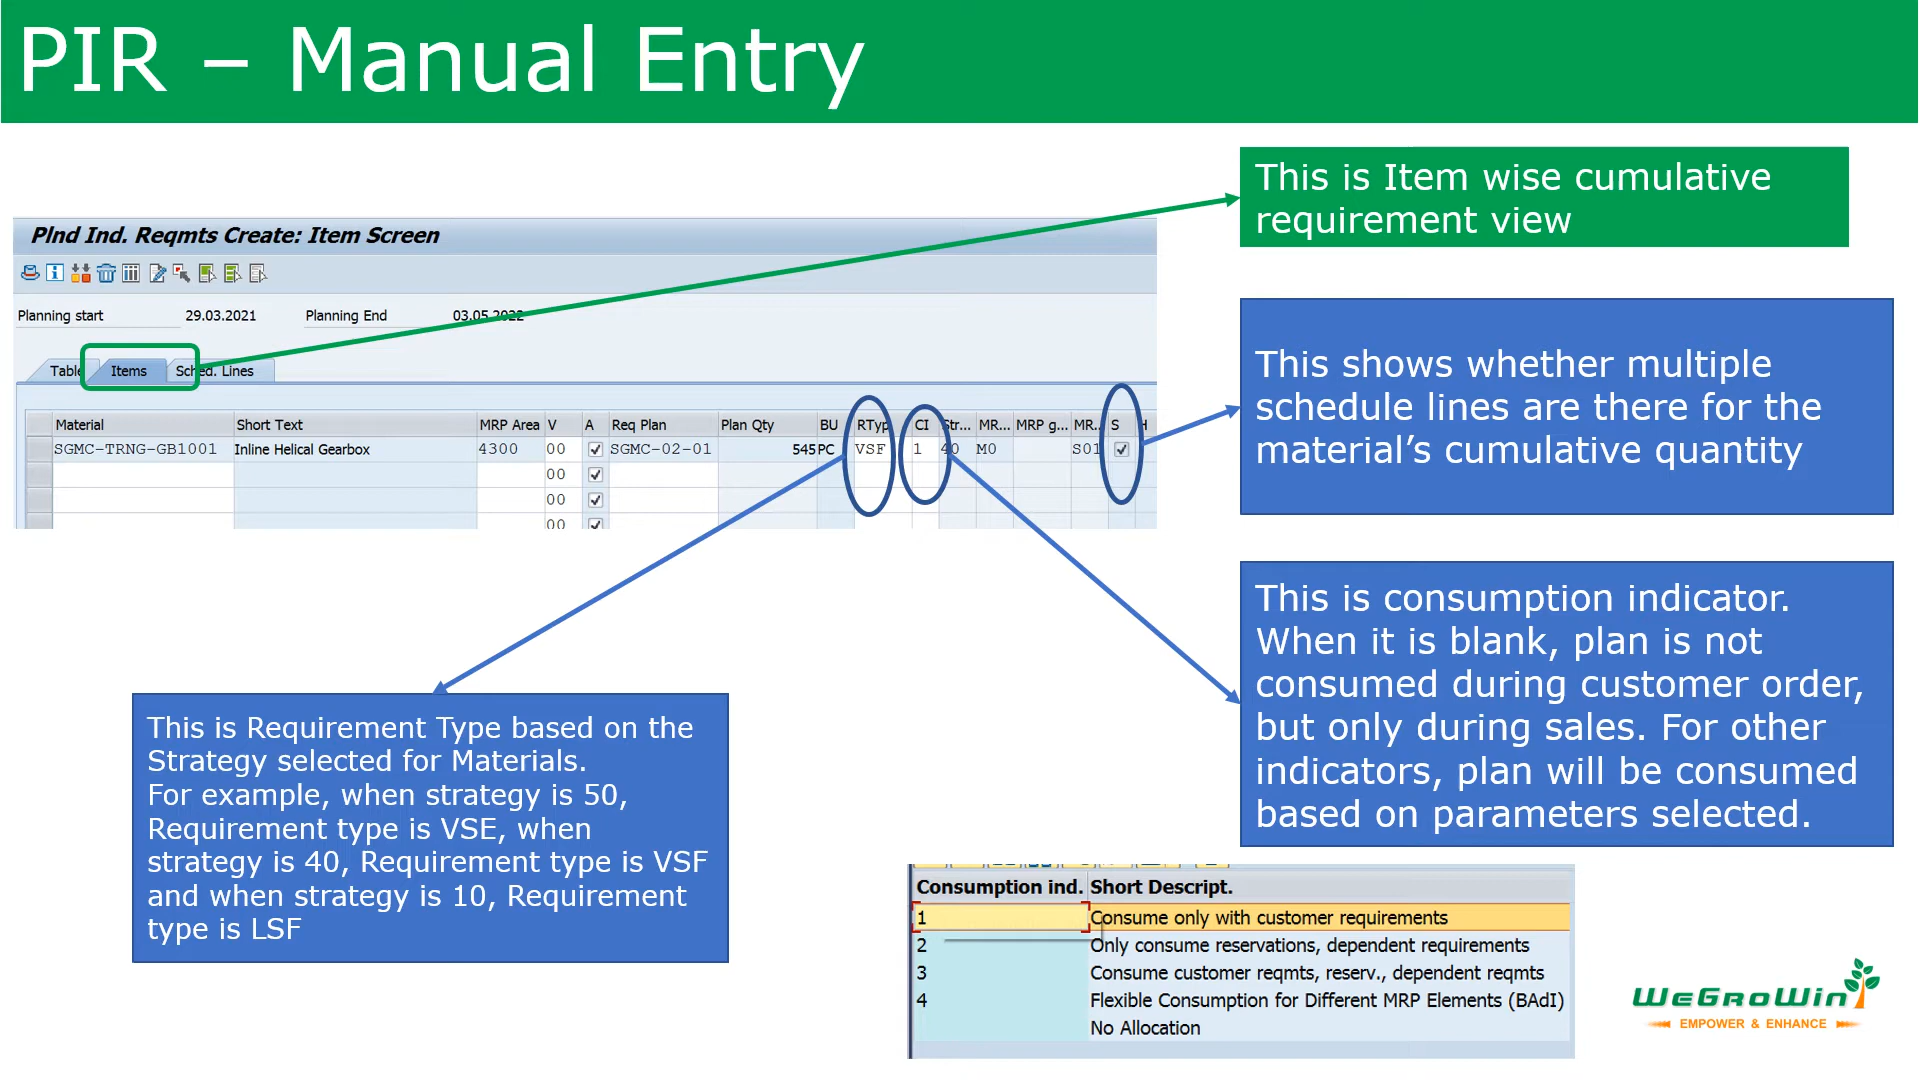 PIR – Manual Entry
This is Item wise cumulative
requirement view
Plnd Ind. Reqmts Create: Item Screen
Planning start 29.03.2021 Planning End 03.05.2022
Table Items Sched. Lines
Material Short Text MRP Area V A Req Plan Plan Qty BU RTyp CI Str... MR... MRP g... MR... S H
SGMC-TRNG-GB1001 Inline Helical Gearbox 4300 00 SGMC-02-01 545 PC VSF 1 40 M0 S01
00
00
00
This shows whether multiple
schedule lines are there for the
material’s cumulative quantity
This is consumption indicator.
When it is blank, plan is not
consumed during customer order,
but only during sales. For other
indicators, plan will be consumed
based on parameters selected.
This is Requirement Type based on the
Strategy selected for Materials.
For example, when strategy is 50,
Requirement type is VSE, when
strategy is 40, Requirement type is VSF
and when strategy is 10, Requirement
type is LSF
Consumption ind. Short Descript.
1 Consume only with customer requirements
2 Only consume reservations, dependent requirements
3 Consume customer reqmts, reserv., dependent reqmts
4 Flexible Consumption for Different MRP Elements (BAdI)
No Allocation
WeGroWin
EMPOWER & ENHANCE